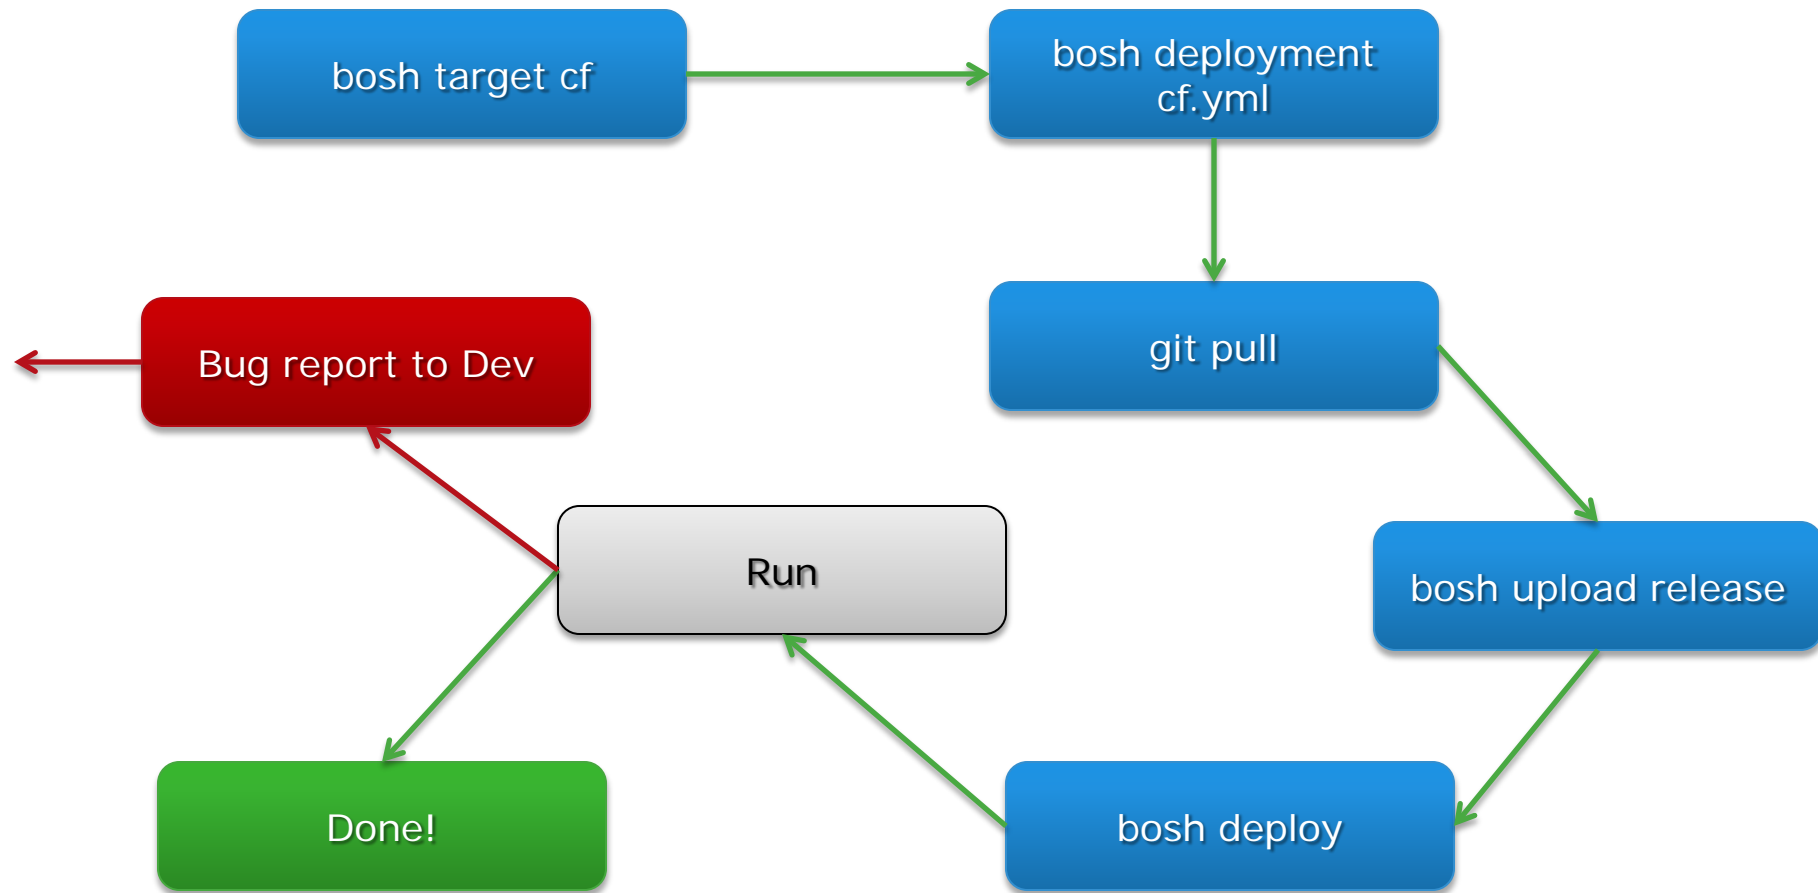 bosh target cf
bosh deployment
cf.yml
git pull
Bug report to Dev
Run
bosh upload release
Done!
bosh deploy